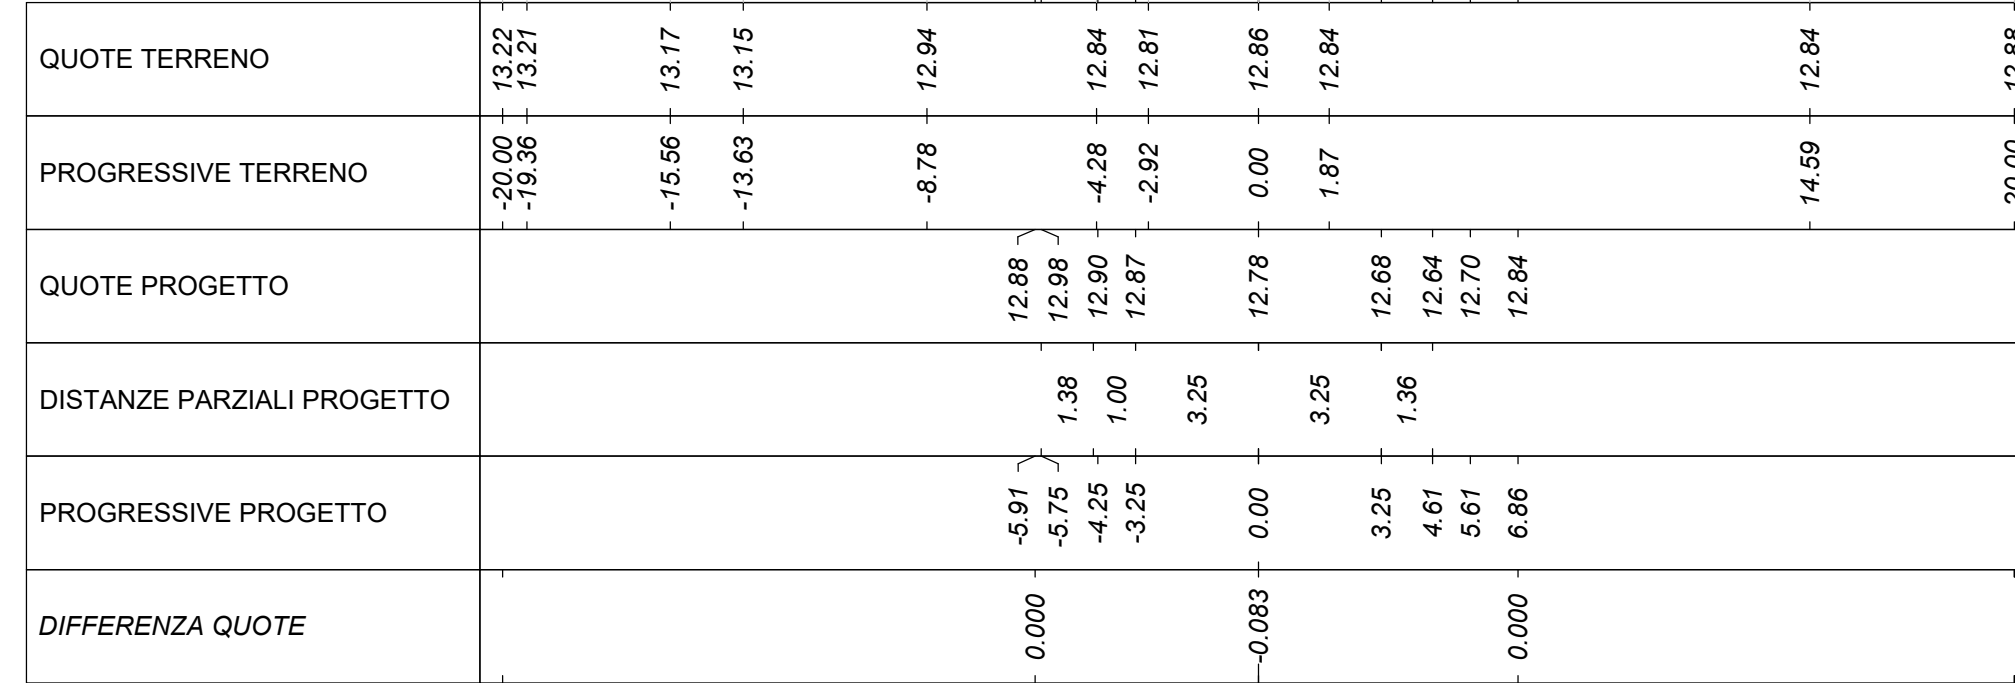 QUOTE TERRENO 13.22 13.21 13.17 13.15 12.94 12.84 12.81 12.86 12.84 12.84 12.88
PROGRESSIVE TERRENO -20.00 -19.36 -15.56 -13.63 -8.78 -4.28 -2.92 0.00 1.87 14.59 20.00
QUOTE PROGETTO 12.88 12.98 12.90 12.87 12.78 12.68 12.64 12.70 12.84
DISTANZE PARZIALI PROGETTO 1.38 1.00 3.25 3.25 1.36
PROGRESSIVE PROGETTO -5.91 -5.75 -4.25 -3.25 0.00 3.25 4.61 5.61 6.86
DIFFERENZA QUOTE 0.000 -0.083 0.000